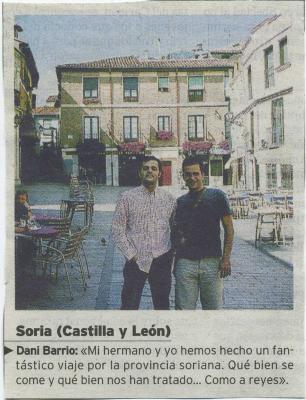 Soria (Castilla y León)
▶ Dani Barrio: «Mi hermano y yo hemos hecho un fan-
tástico viaje por la provincia soriana. Qué bien se
come y qué bien nos han tratado... Como a reyes».